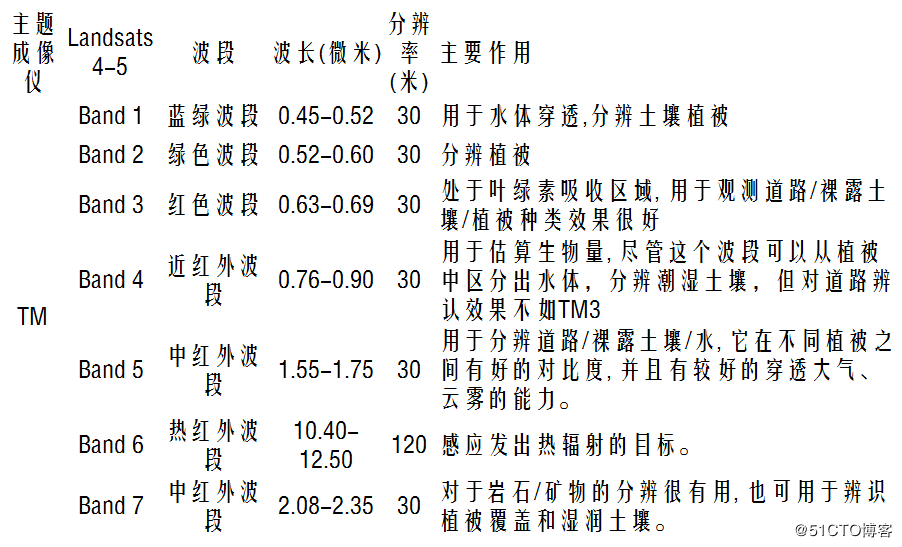 主题成像仪 Landsats 4-5 波段 波长(微米) 分辨率(米) 主要作用
TM
Band 1 蓝绿波段 0.45-0.52 30 用于水体穿透,分辨土壤植被
Band 2 绿色波段 0.52-0.60 30 分辨植被
Band 3 红色波段 0.63-0.69 30 处于叶绿素吸收区域,用于观测道路/裸露土
壤/植被种类效果很好
Band 4 近红外波段 0.76-0.90 30 用于估算生物量,尽管这个波段可以从植被
中区分出水体，分辨潮湿土壤，但对道路辨
认效果不如TM3
Band 5 中红外波段 1.55-1.75 30 用于分辨道路/裸露土壤/水,它在不同植被之
间有好的对比度,并且有较好的穿透大气、
云雾的能力。
Band 6 热红外波段 10.40-12.50 120 感应发出热辐射的目标。
Band 7 中红外波段 2.08-2.35 30 对于岩石/矿物的分辨很有用,也可用于辨识
植被覆盖和湿润土壤。
@51CTO博客